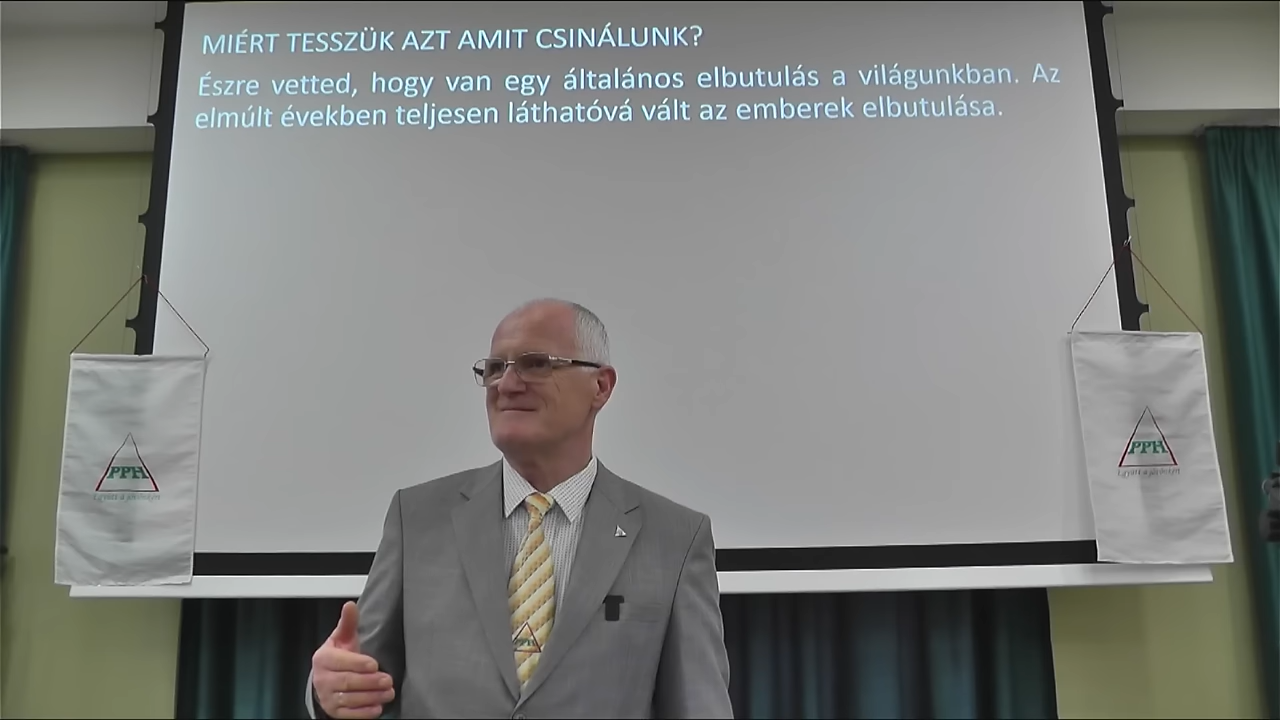 MIÉRT TESSZÜK AZT AMIT CSINÁLUNK?
Észre vetted, hogy van egy általános elbutulás a világunkban. Az
elmúlt években teljesen láthatóvá vált az emberek elbutulása.
PPH
PPH
PPH